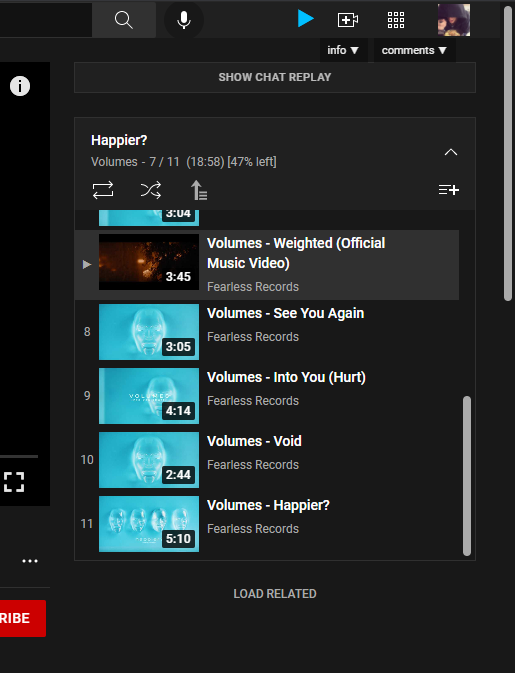 info ▼
comments ▼
SHOW CHAT REPLAY
Happier?
Volumes - 7 / 11 (18:58) [47% left]
3:04
▶
3:45
Volumes - Weighted (Official
Music Video)
Fearless Records
8
3:05
Volumes - See You Again
Fearless Records
9
VOLUMES
4:14
Volumes - Into You (Hurt)
Fearless Records
10
2:44
Volumes - Void
Fearless Records
11
5:10
Volumes - Happier?
Fearless Records
RIBE
LOAD RELATED